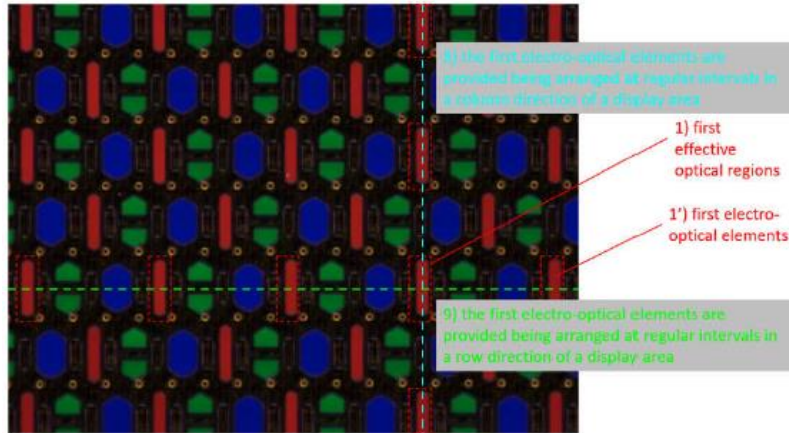 8) the first electro-optical elements are
provided being arranged at regular intervals in
a column direction of a display area
1) first
effective
optical regions
1') first electro-
optical elements
9) the first electro-optical elements are
provided being arranged at regular intervals in
a row direction of a display area